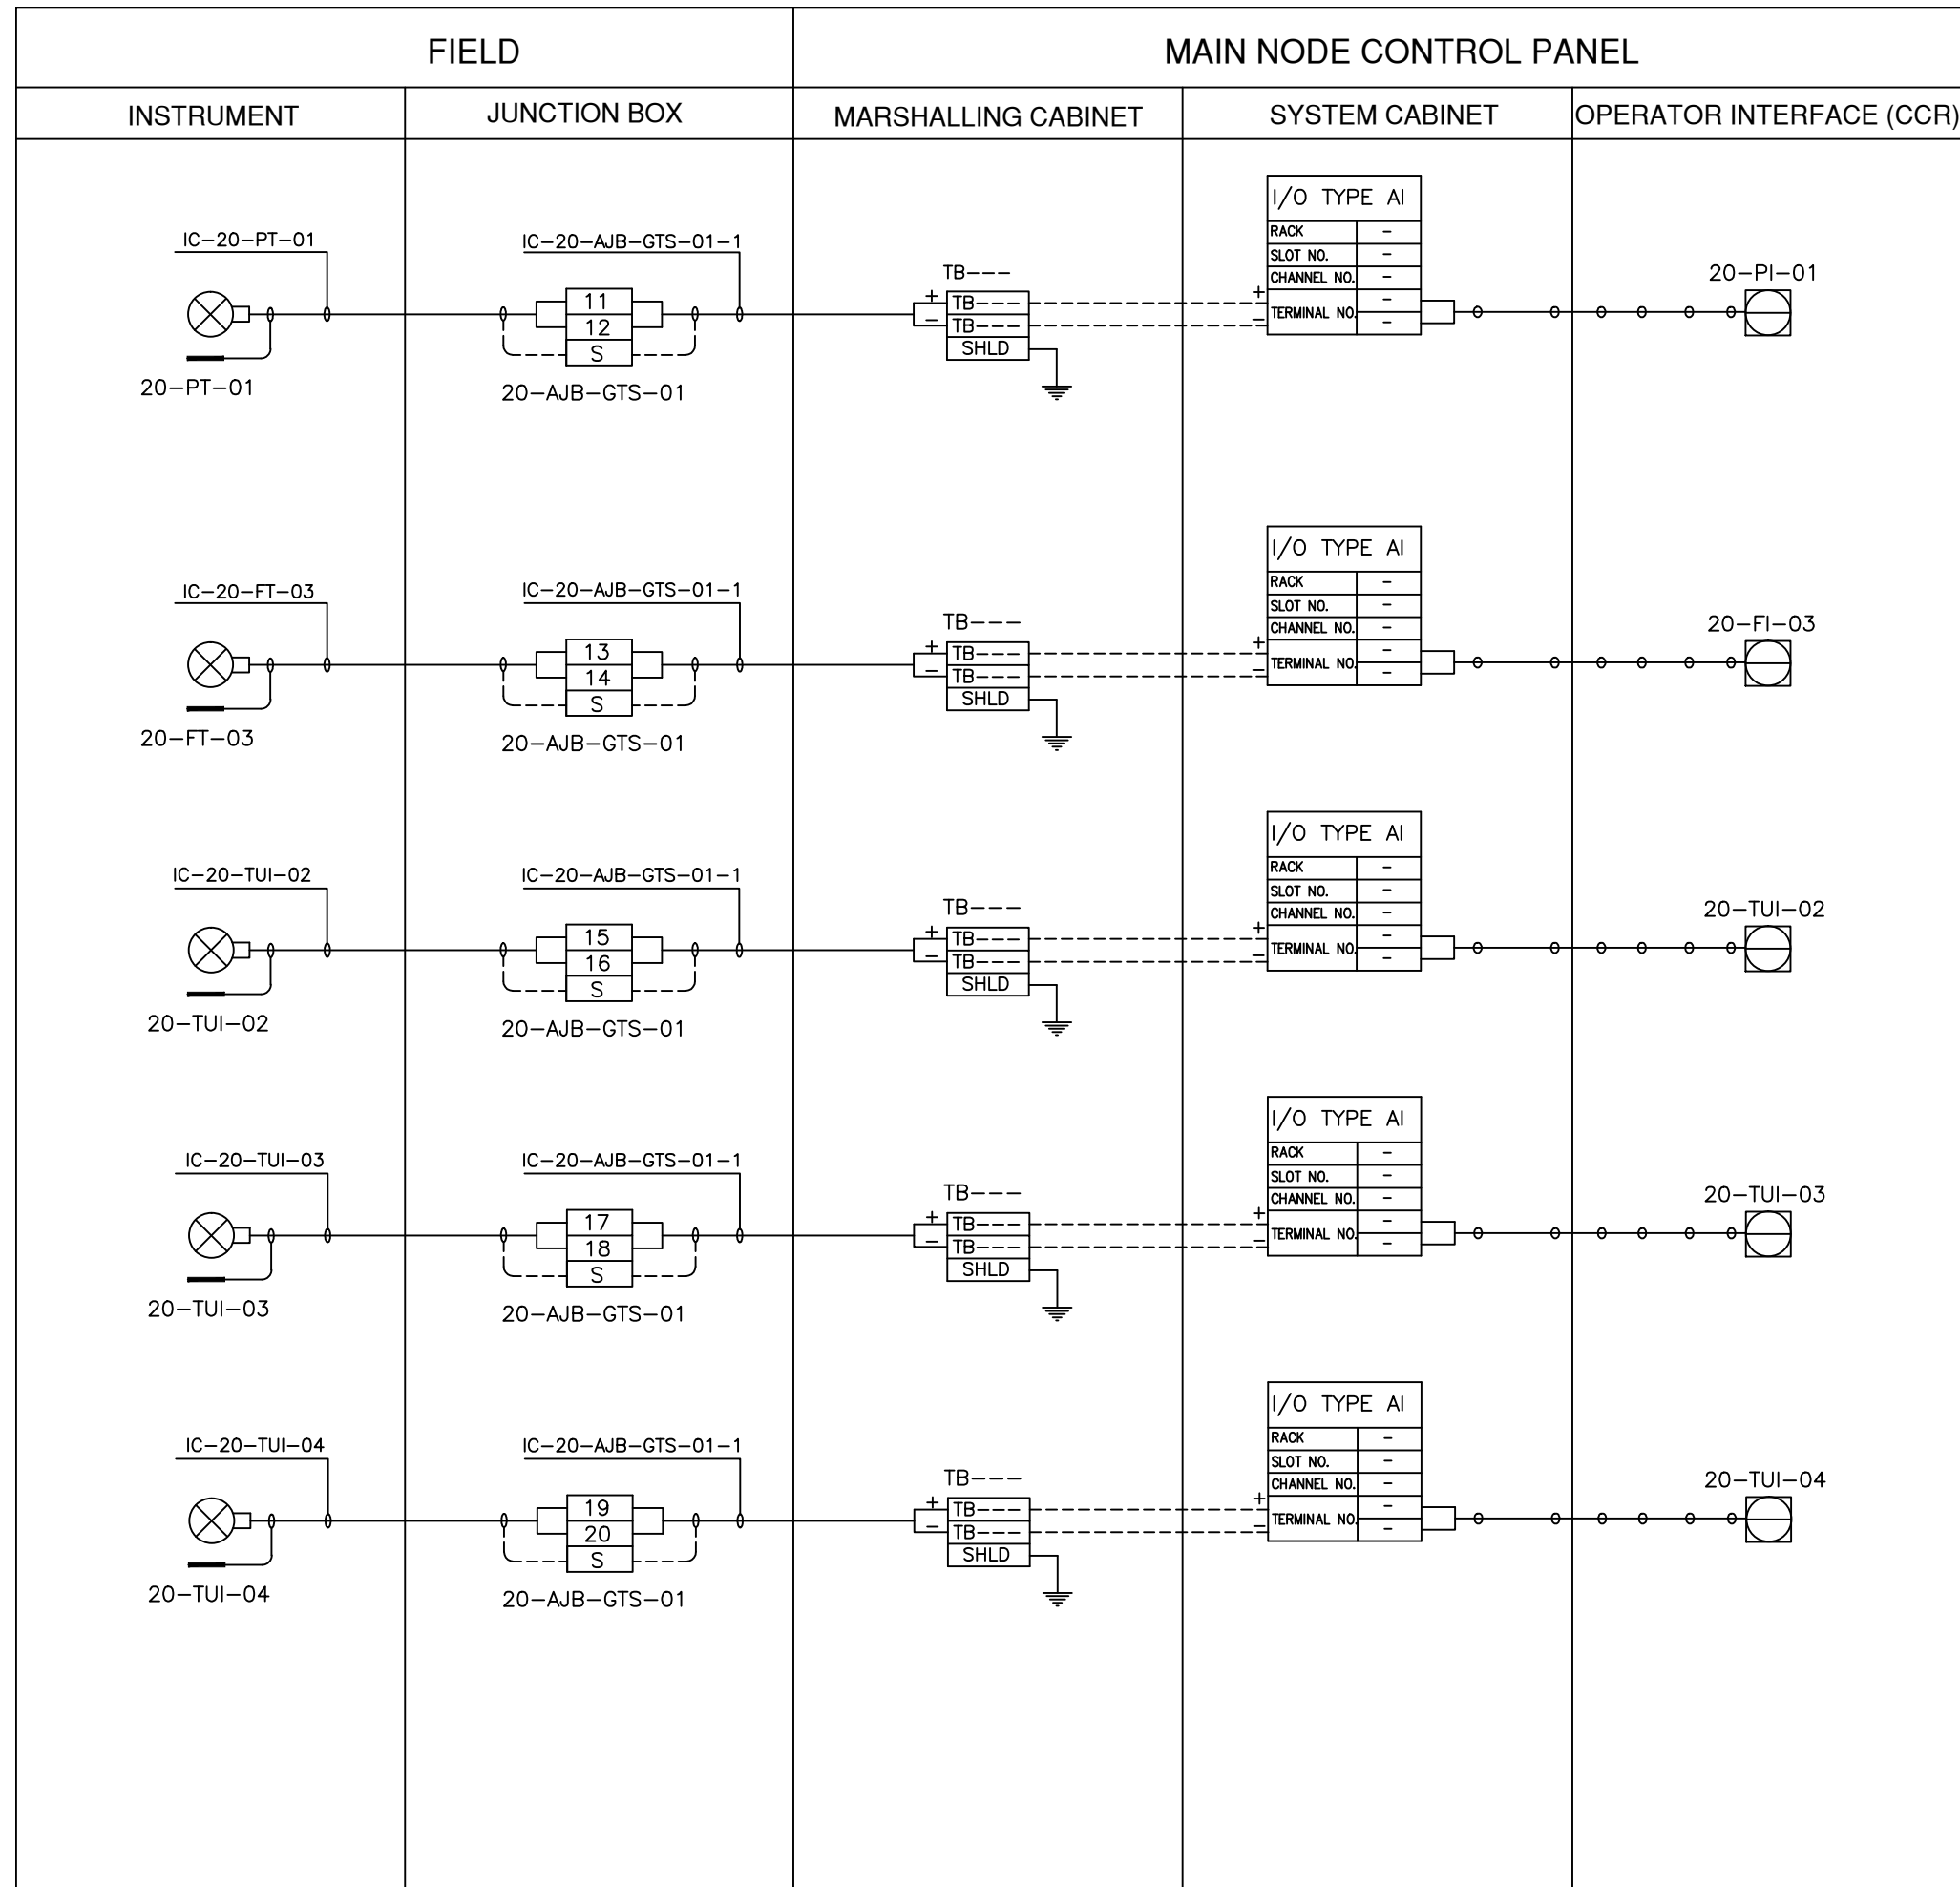 FIELD
MAIN NODE CONTROL PANEL
INSTRUMENT
JUNCTION BOX
MARSHALLING CABINET
SYSTEM CABINET
OPERATOR INTERFACE (CCR)
IC-20-PT-01
20-PT-01
IC-20-AJB-GTS-01-1
11
12
S
20-AJB-GTS-01
TB---
+ TB----
- TB----
SHLD
I/O TYPE AI
RACK -
SLOT NO. -
CHANNEL NO. -
+ -
TERMINAL NO.
- -
20-PI-01
IC-20-FT-03
20-FT-03
IC-20-AJB-GTS-01-1
13
14
S
20-AJB-GTS-01
TB---
+ TB----
- TB----
SHLD
I/O TYPE AI
RACK -
SLOT NO. -
CHANNEL NO. -
+ -
TERMINAL NO.
- -
20-FI-03
IC-20-TUI-02
20-TUI-02
IC-20-AJB-GTS-01-1
15
16
S
20-AJB-GTS-01
TB---
+ TB----
- TB----
SHLD
I/O TYPE AI
RACK -
SLOT NO. -
CHANNEL NO. -
+ -
TERMINAL NO.
- -
20-TUI-02
IC-20-TUI-03
20-TUI-03
IC-20-AJB-GTS-01-1
17
18
S
20-AJB-GTS-01
TB---
+ TB----
- TB----
SHLD
I/O TYPE AI
RACK -
SLOT NO. -
CHANNEL NO. -
+ -
TERMINAL NO.
- -
20-TUI-03
IC-20-TUI-04
20-TUI-04
IC-20-AJB-GTS-01-1
19
20
S
20-AJB-GTS-01
TB---
+ TB----
- TB----
SHLD
I/O TYPE AI
RACK -
SLOT NO. -
CHANNEL NO. -
+ -
TERMINAL NO.
- -
20-TUI-04